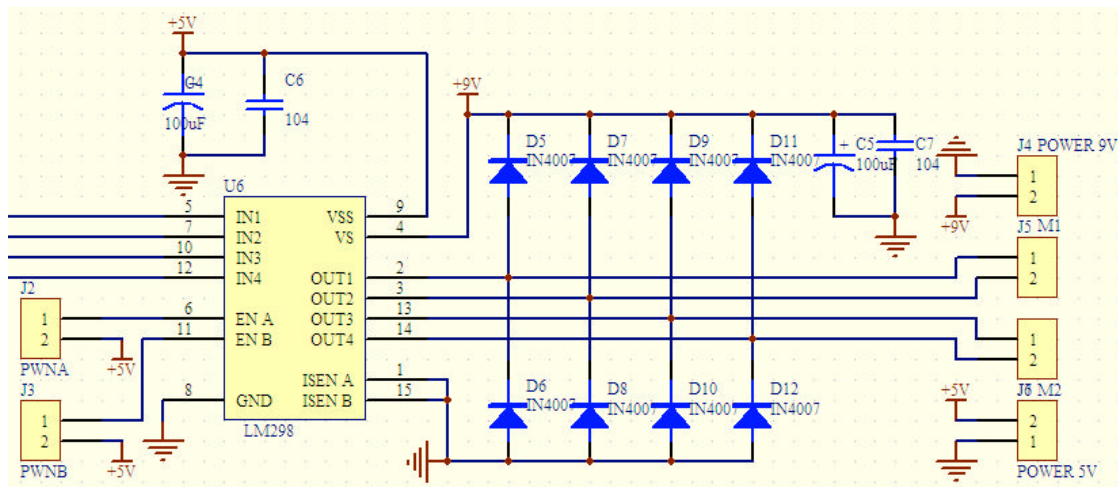 +5V
C4
100uF
C6
104
+9V
D5
IN4007
D7
IN4007
D9
IN4007
D11
IN4007
+
C5
100uF
C7
104
J4 POWER 9V
1
2
+9V
J5 M1
1
2
U6
5 IN1
7 IN2
10 IN3
12 IN4
6 EN A
11 EN B
8 GND
VSS 9
VS 4
OUT1 2
OUT2 3
OUT3 13
OUT4 14
ISEN A 1
ISEN B 15
LM298
J2
1
2
+5V
PWNA
J3
1
2
+5V
PWNB
D6
IN4007
D8
IN4007
D10
IN4007
D12
IN4007
1
2
M2
+5V
2
1
POWER 5V